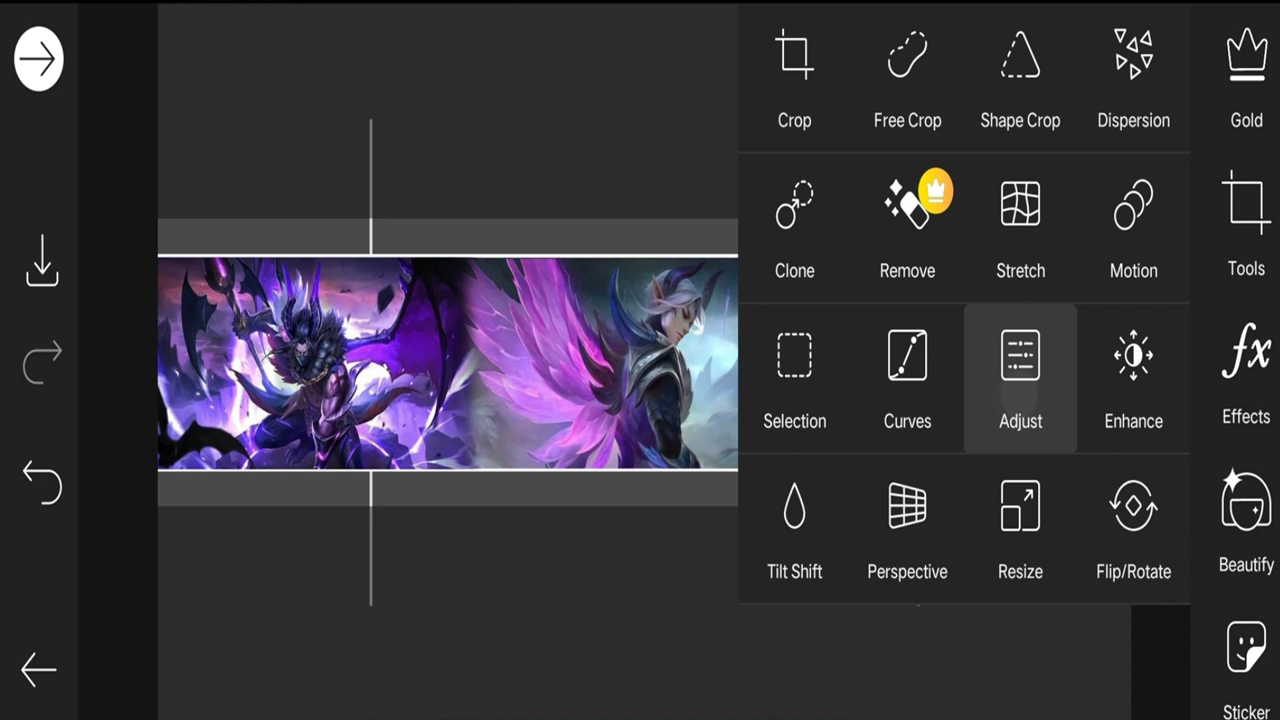 Crop
Free Crop
Shape Crop
Dispersion
Gold
Clone
Remove
Stretch
Motion
Tools
Selection
Curves
Adjust
Enhance
fx
Effects
Tilt Shift
Perspective
Resize
Flip/Rotate
Beautify
Sticker